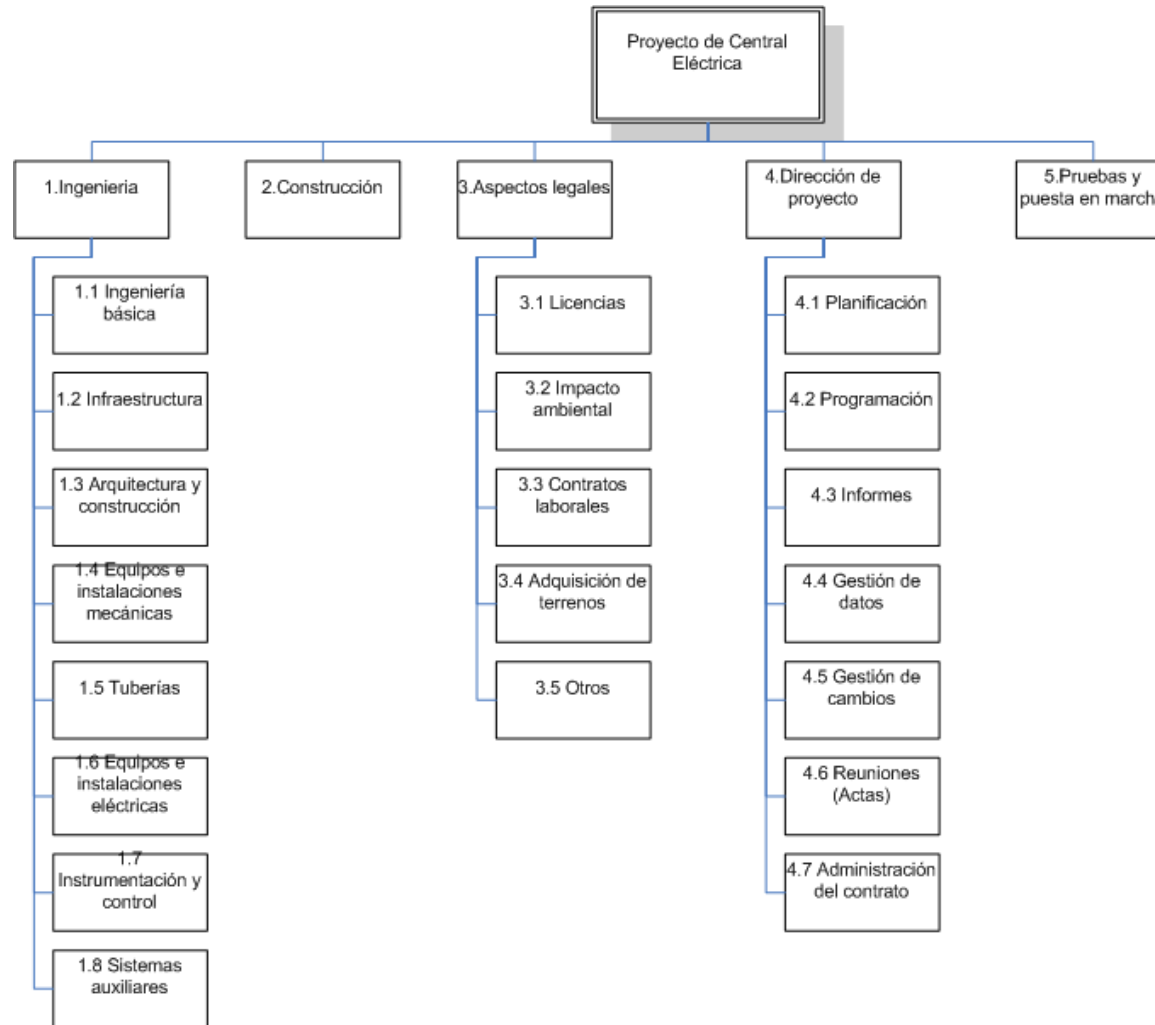 Proyecto de Central
Eléctrica
1.Ingenieria
2.Construcción
3.Aspectos legales
4.Dirección de
proyecto
5.Pruebas y
puesta en march
1.1 Ingeniería
básica
1.2 Infraestructura
1.3 Arquitectura y
construcción
1.4 Equipos e
instalaciones
mecánicas
1.5 Tuberías
1.6 Equipos e
instalaciones
eléctricas
1.7
Instrumentación y
control
1.8 Sistemas
auxiliares
3.1 Licencias
3.2 Impacto
ambiental
3.3 Contratos
laborales
3.4 Adquisición de
terrenos
3.5 Otros
4.1 Planificación
4.2 Programación
4.3 Informes
4.4 Gestión de
datos
4.5 Gestión de
cambios
4.6 Reuniones
(Actas)
4.7 Administración
del contrato